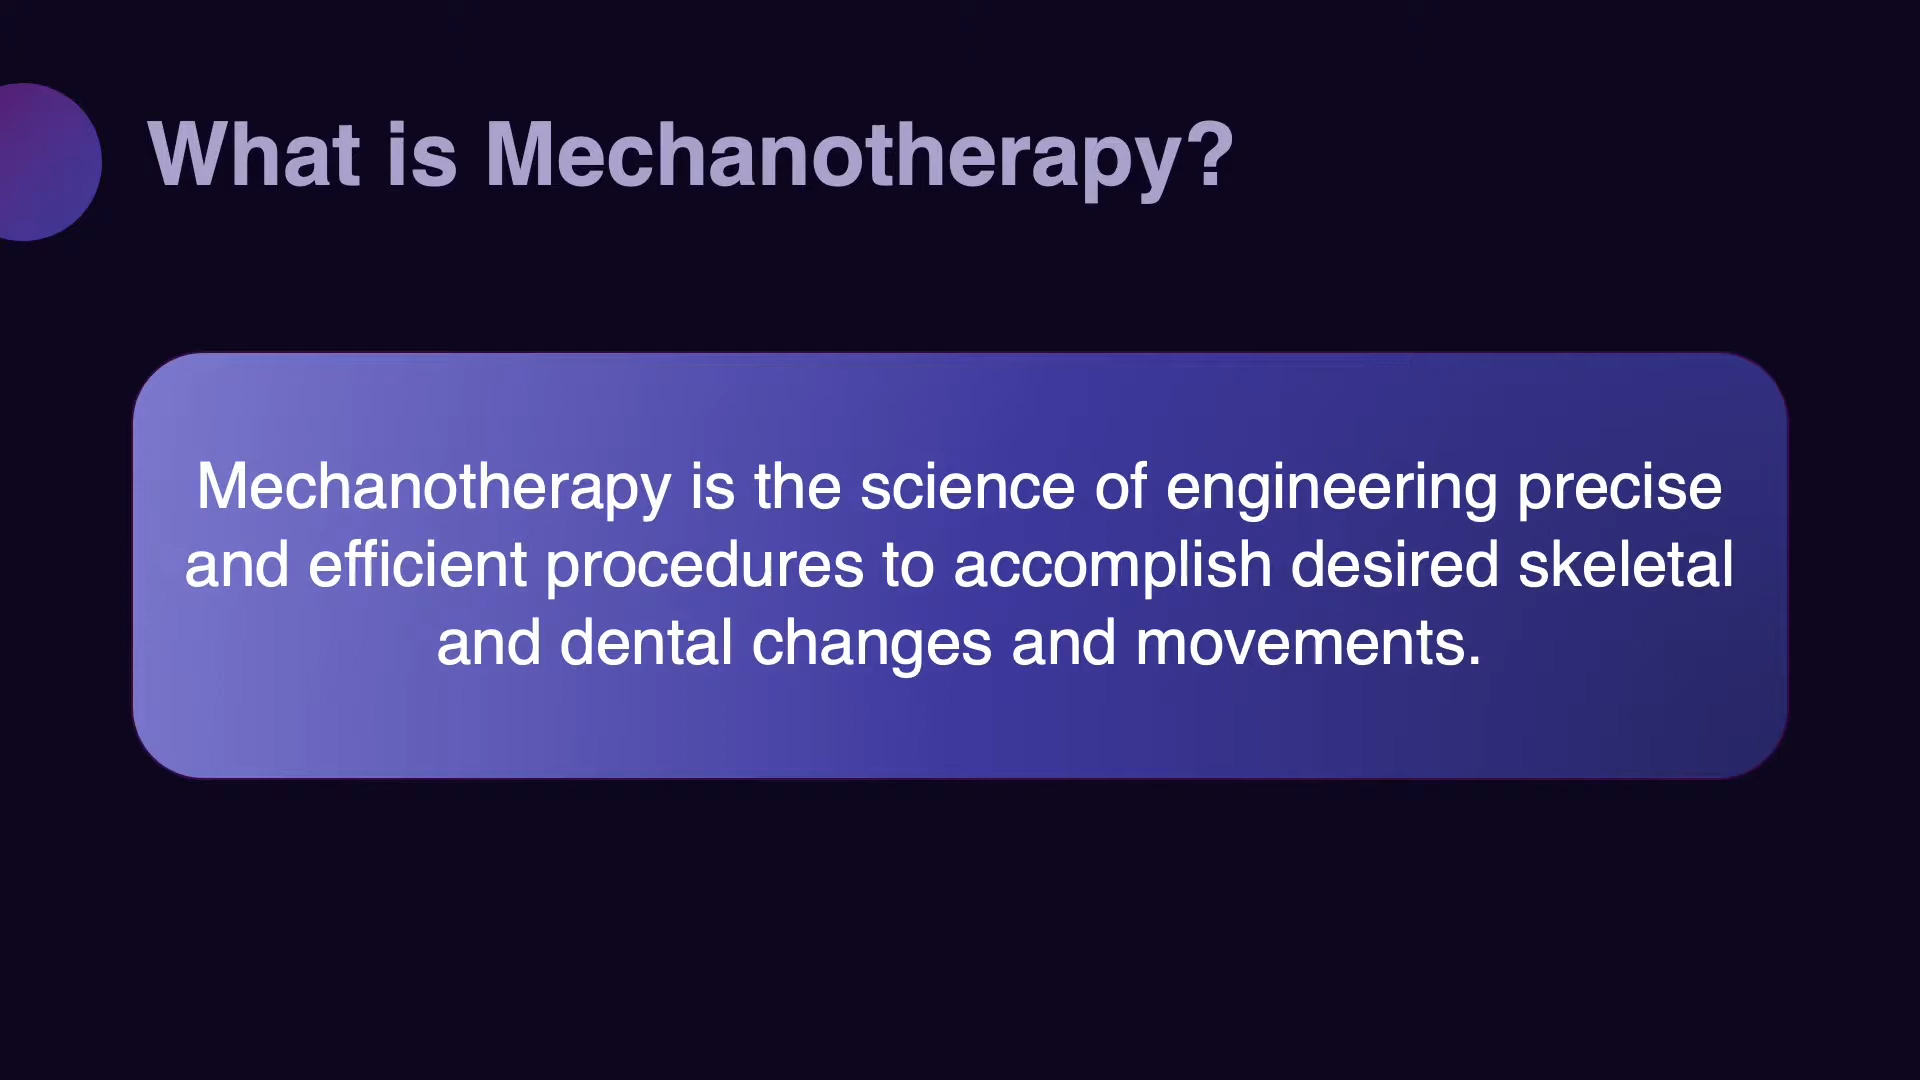 What is Mechanotherapy?
Mechanotherapy is the science of engineering precise
and efficient procedures to accomplish desired skeletal
and dental changes and movements.